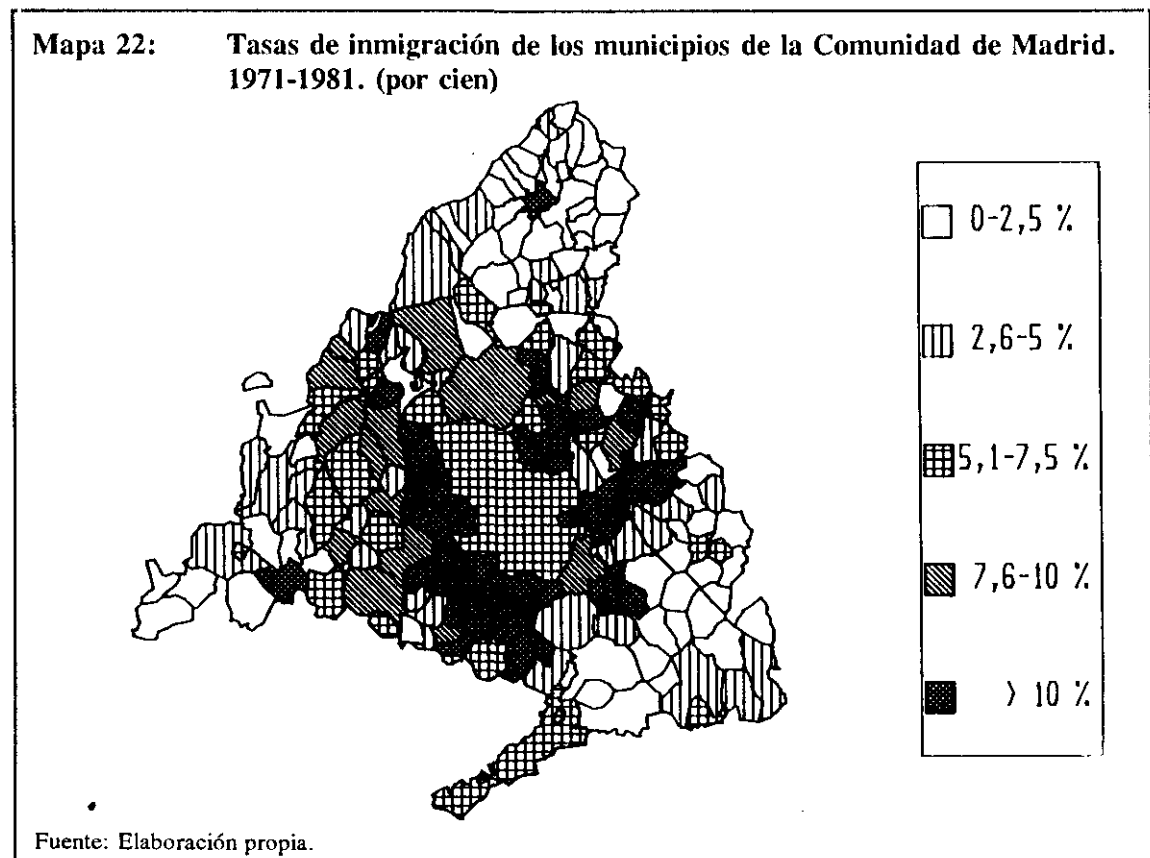 Mapa 22: Tasas de inmigración de los municipios de la Comunidad de Madrid.
1971-1981. (por cien)
0-2,5 %
2,6-5 %
5,1-7,5 %
7,6-10 %
> 10 %
Fuente: Elaboración propia.